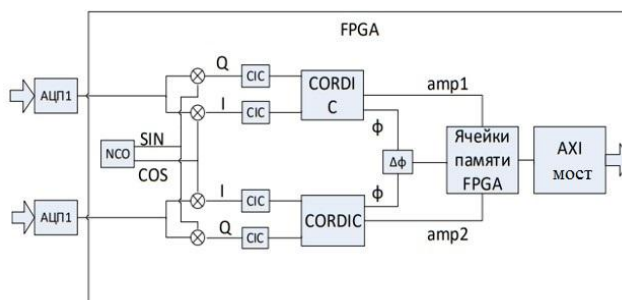 FPGA
Q
CIC
CORDI
C
amp1
АЦП1
I
CIC
ϕ
SIN
NCO
COS
Δϕ
Ячейки
памяти
FPGA
AXI
мост
I
CIC
ϕ
CORDIC
АЦП1
Q
CIC
amp2